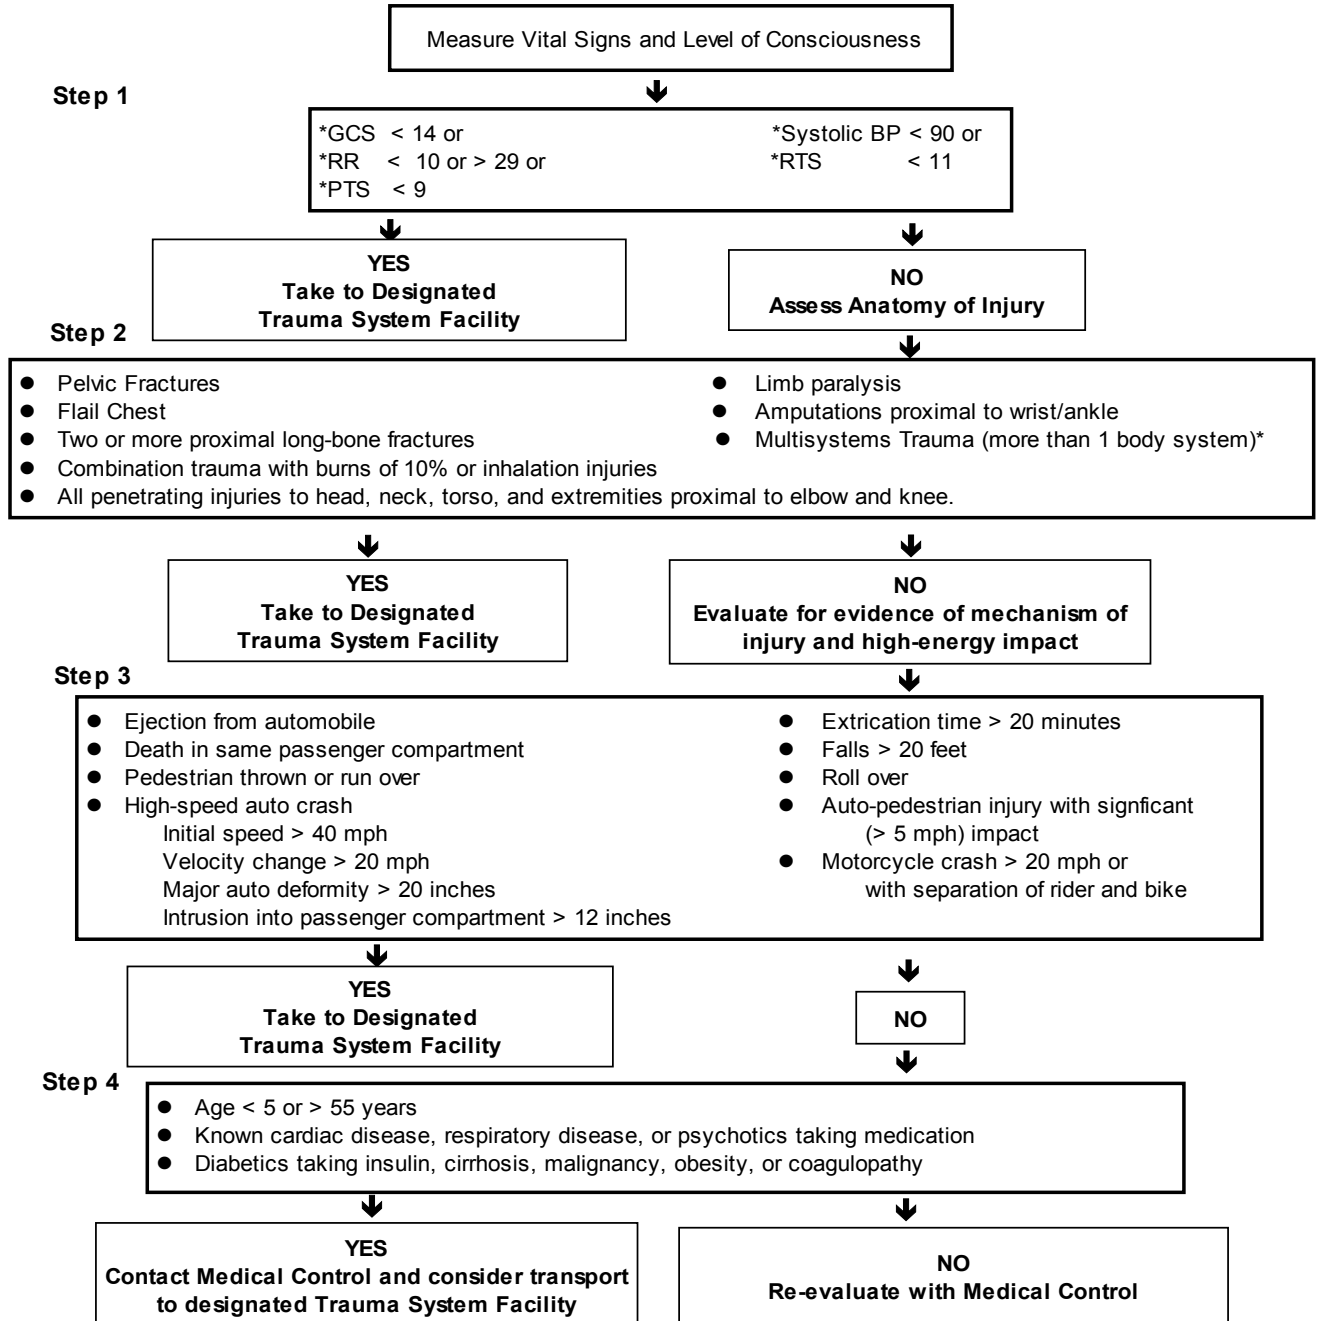 Measure Vital Signs and Level of Consciousness
Step 1
*GCS < 14 or
*RR < 10 or > 29 or
*PTS < 9
*Systolic BP < 90 or
*RTS < 11
YES
Take to Designated
Trauma System Facility
NO
Assess Anatomy of Injury
Step 2
● Pelvic Fractures
● Flail Chest
● Two or more proximal long-bone fractures
● Combination trauma with burns of 10% or inhalation injuries
● All penetrating injuries to head, neck, torso, and extremities proximal to elbow and knee.
● Limb paralysis
● Amputations proximal to wrist/ankle
● Multisystems Trauma (more than 1 body system)*
YES
Take to Designated
Trauma System Facility
NO
Evaluate for evidence of mechanism of
injury and high-energy impact
Step 3
● Ejection from automobile
● Death in same passenger compartment
● Pedestrian thrown or run over
● High-speed auto crash
Initial speed > 40 mph
Velocity change > 20 mph
Major auto deformity > 20 inches
Intrusion into passenger compartment > 12 inches
● Extrication time > 20 minutes
● Falls > 20 feet
● Roll over
● Auto-pedestrian injury with signficant
(> 5 mph) impact
● Motorcycle crash > 20 mph or
with separation of rider and bike
YES
Take to Designated
Trauma System Facility
NO
Step 4
● Age < 5 or > 55 years
● Known cardiac disease, respiratory disease, or psychotics taking medication
● Diabetics taking insulin, cirrhosis, malignancy, obesity, or coagulopathy
YES
Contact Medical Control and consider transport
to designated Trauma System Facility
NO
Re-evaluate with Medical Control